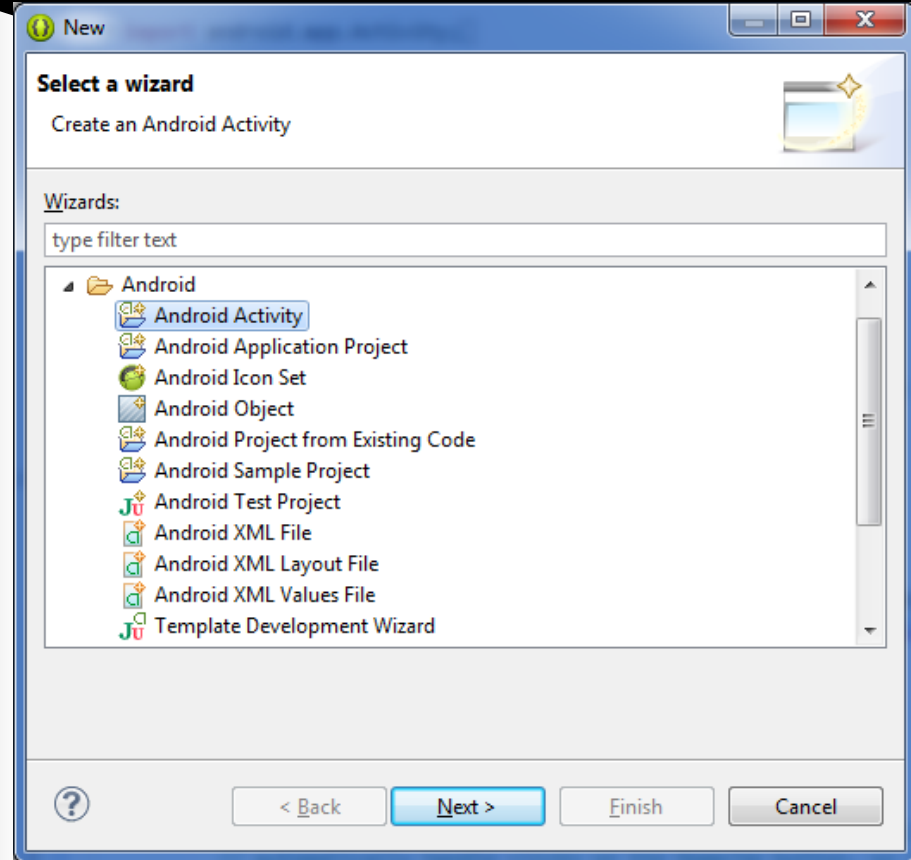 New
Select a wizard
Create an Android Activity
Wizards:
type filter text
Android
Android Activity
Android Application Project
Android Icon Set
Android Object
Android Project from Existing Code
Android Sample Project
Android Test Project
Android XML File
Android XML Layout File
Android XML Values File
Template Development Wizard
< Back Next > Finish Cancel